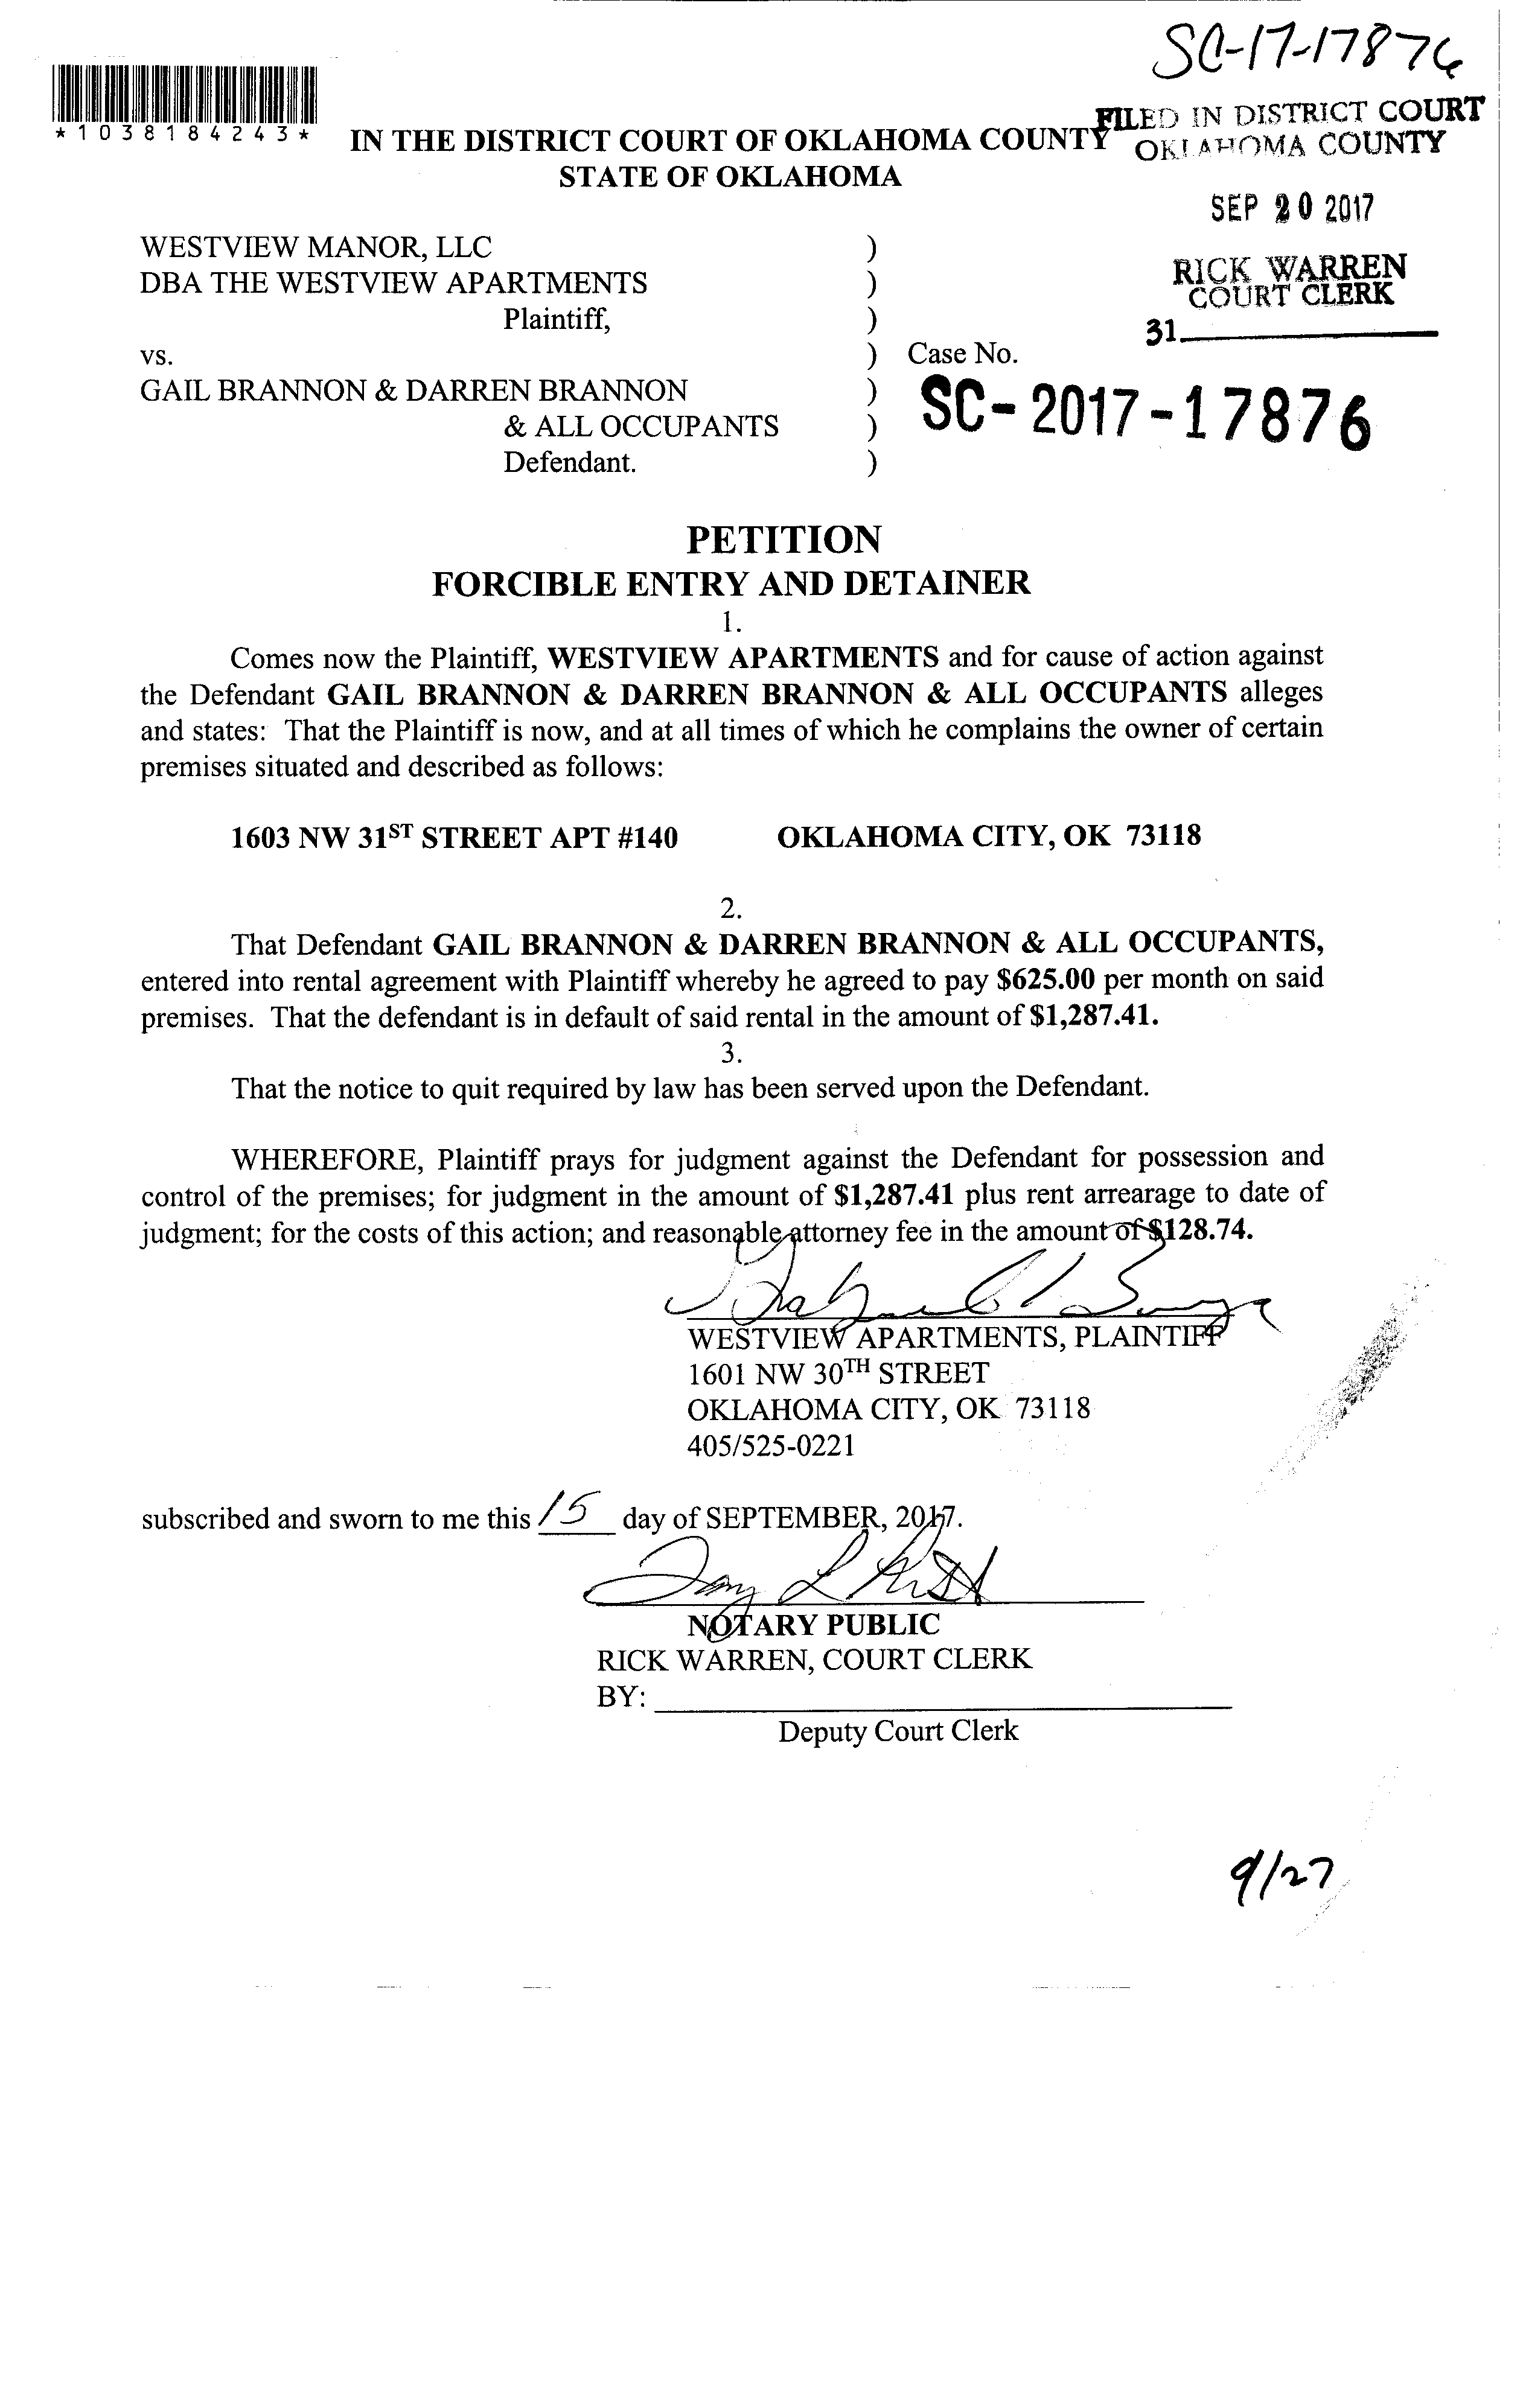 SC-17-17876
*1038184243*
FILED IN DISTRICT COURT
OKLAHOMA COUNTY
IN THE DISTRICT COURT OF OKLAHOMA COUNTY
STATE OF OKLAHOMA
SEP 20 2017
RICK WARREN
COURT CLERK
31
WESTVIEW MANOR, LLC )
DBA THE WESTVIEW APARTMENTS )
Plaintiff, )
vs. ) Case No.
GAIL BRANNON & DARREN BRANNON )
SC-2017-17876
& ALL OCCUPANTS )
Defendant. )
PETITION
FORCIBLE ENTRY AND DETAINER
1.
Comes now the Plaintiff, WESTVIEW APARTMENTS and for cause of action against
the Defendant GAIL BRANNON & DARREN BRANNON & ALL OCCUPANTS alleges
and states: That the Plaintiff is now, and at all times of which he complains the owner of certain
premises situated and described as follows:
1603 NW 31ST STREET APT #140 OKLAHOMA CITY, OK 73118
2.
That Defendant GAIL BRANNON & DARREN BRANNON & ALL OCCUPANTS,
entered into rental agreement with Plaintiff whereby he agreed to pay $625.00 per month on said
premises. That the defendant is in default of said rental in the amount of $1,287.41.
3.
That the notice to quit required by law has been served upon the Defendant.
WHEREFORE, Plaintiff prays for judgment against the Defendant for possession and
control of the premises; for judgment in the amount of $1,287.41 plus rent arrearage to date of
judgment; for the costs of this action; and reasonable attorney fee in the amount of $128.74.
WESTVIEW APARTMENTS, PLAINTIFF
1601 NW 30TH STREET
OKLAHOMA CITY, OK 73118
405/525-0221
subscribed and sworn to me this 15 day of SEPTEMBER, 2017.
NOTARY PUBLIC
RICK WARREN, COURT CLERK
BY:
Deputy Court Clerk
9/27